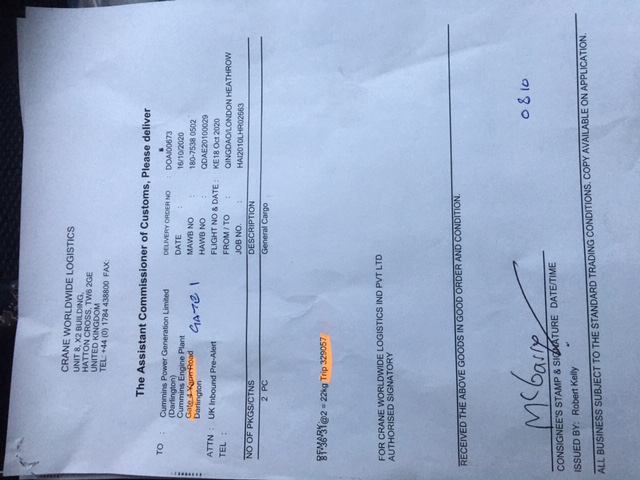 CRANE WORLDWIDE LOGISTICS
UNIT 8, X2 BUILDING,
HATTON CROSS, TW6 2GE
UNITED KINGDOM
TEL: +44 (0) 1784 438800 FAX:
The Assistant Commissioner of Customs, Please deliver
TO : Cummins Power Generation Limited
(Darlington)
Cummins Engine Plant
Gate 4 Yarm Road GATE 1
Darlington
ATTN : UK Inbound Pre-Alert
TEL :
DELIVERY ORDER NO : DOAI00673
DATE : 16/10/2020
MAWB NO : 180-7538 0502
HAWB NO : QDAE20100029
FLIGHT NO & DATE : KE18 Oct 2020
FROM / TO : QINGDAO/LONDON HEATHROW
JOB NO. : HAI2010LHR02663
NO OF PKGS/CTNS DESCRIPTION
2 PC General Cargo
REMARK:
81*36*31@2 = 22kg Trip 329057
FOR CRANE WORLDWIDE LOGISTICS IND PVT LTD
AUTHORISED SIGNATORY
RECEIVED THE ABOVE GOODS IN GOOD ORDER AND CONDITION.
McGarry
0810
CONSIGNEE'S STAMP & SIGNATURE DATE/TIME
ISSUED BY: Robert Kelly
ALL BUSINESS SUBJECT TO THE STANDARD TRADING CONDITIONS. COPY AVAILABLE ON APPLICATION.